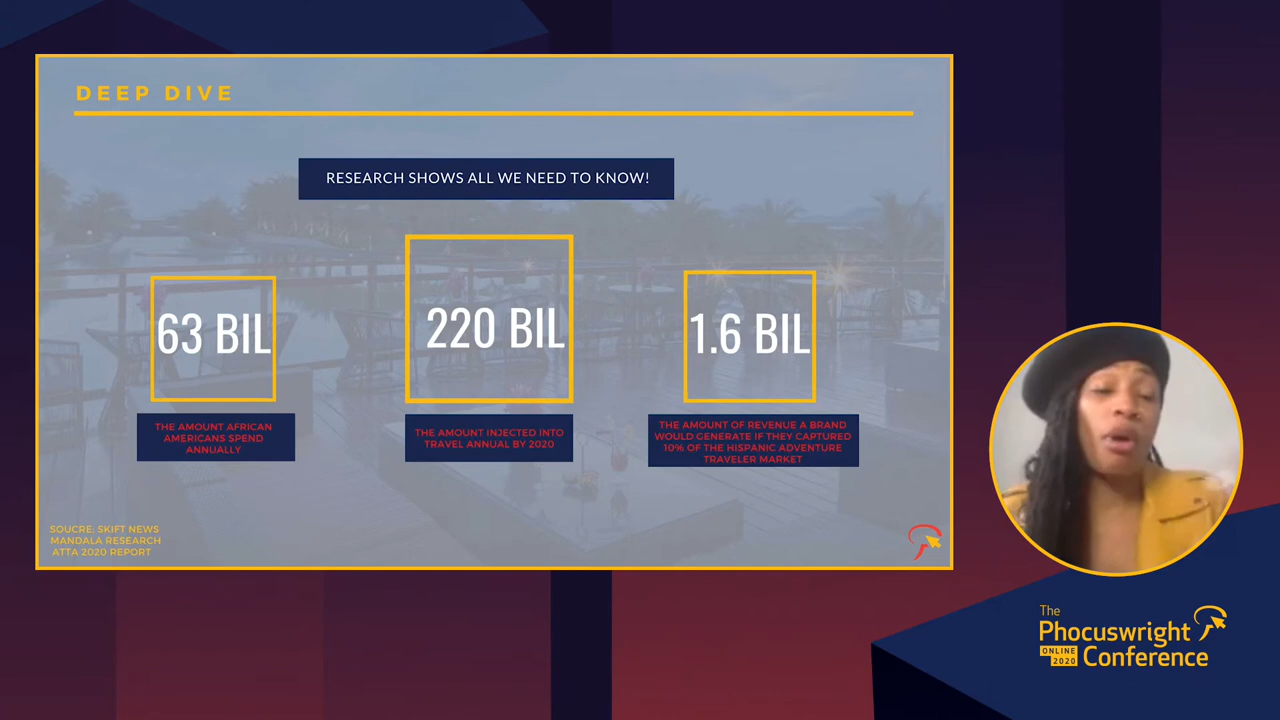 DEEP DIVE
RESEARCH SHOWS ALL WE NEED TO KNOW!
63 BIL
220 BIL
1.6 BIL
THE AMOUNT AFRICAN
AMERICANS SPEND
ANNUALLY
THE AMOUNT INJECTED INTO
TRAVEL ANNUAL BY 2020
THE AMOUNT OF REVENUE A BRAND
WOULD GENERATE IF THEY CAPTURED
10% OF THE HISPANIC ADVENTURE
TRAVELER MARKET
SOUCRE: SKIFT NEWS
MANDALA RESEARCH
ATTA 2020 REPORT
The
Phocuswright
ONLINE
2020
Conference